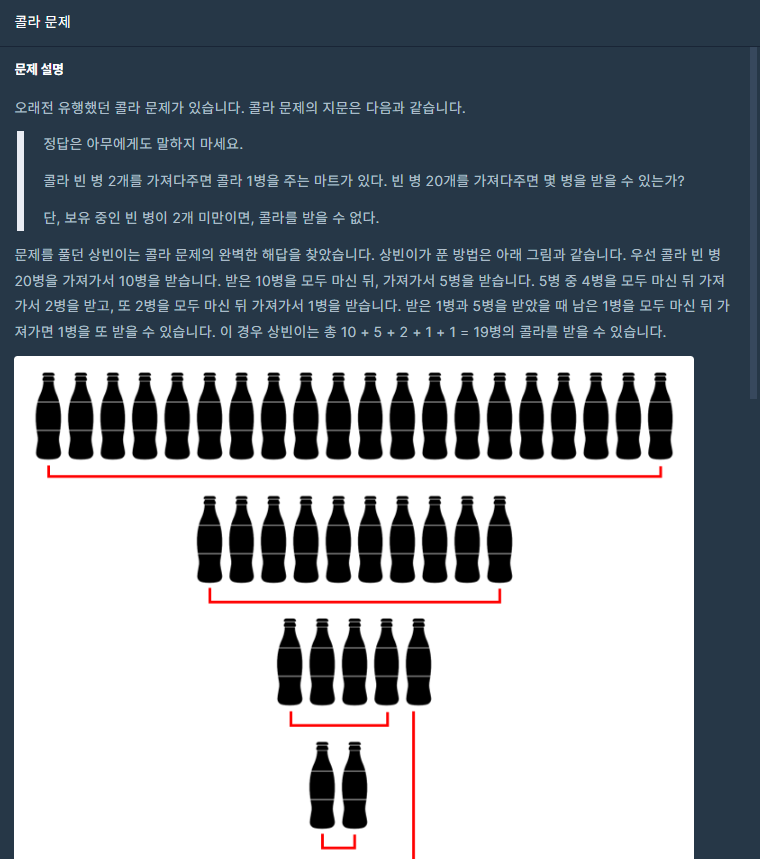 콜라 문제
문제 설명
오래전 유행했던 콜라 문제가 있습니다. 콜라 문제의 지문은 다음과 같습니다.
정답은 아무에게도 말하지 마세요.
콜라 빈 병 2개를 가져다주면 콜라 1병을 주는 마트가 있다. 빈 병 20개를 가져다주면 몇 병을 받을 수 있는가?
단, 보유 중인 빈 병이 2개 미만이면, 콜라를 받을 수 없다.
문제를 풀던 상빈이는 콜라 문제의 완벽한 해답을 찾았습니다. 상빈이가 푼 방법은 아래 그림과 같습니다. 우선 콜라 빈 병
20병을 가져가서 10병을 받습니다. 받은 10병을 모두 마신 뒤, 가져가서 5병을 받습니다. 5병 중 4병을 모두 마신 뒤 가져
가서 2병을 받고, 또 2병을 모두 마신 뒤 가져가서 1병을 받습니다. 받은 1병과 5병을 받았을 때 남은 1병을 모두 마신 뒤 가
져가면 1병을 또 받을 수 있습니다. 이 경우 상빈이는 총 10 + 5 + 2 + 1 + 1 = 19병의 콜라를 받을 수 있습니다.